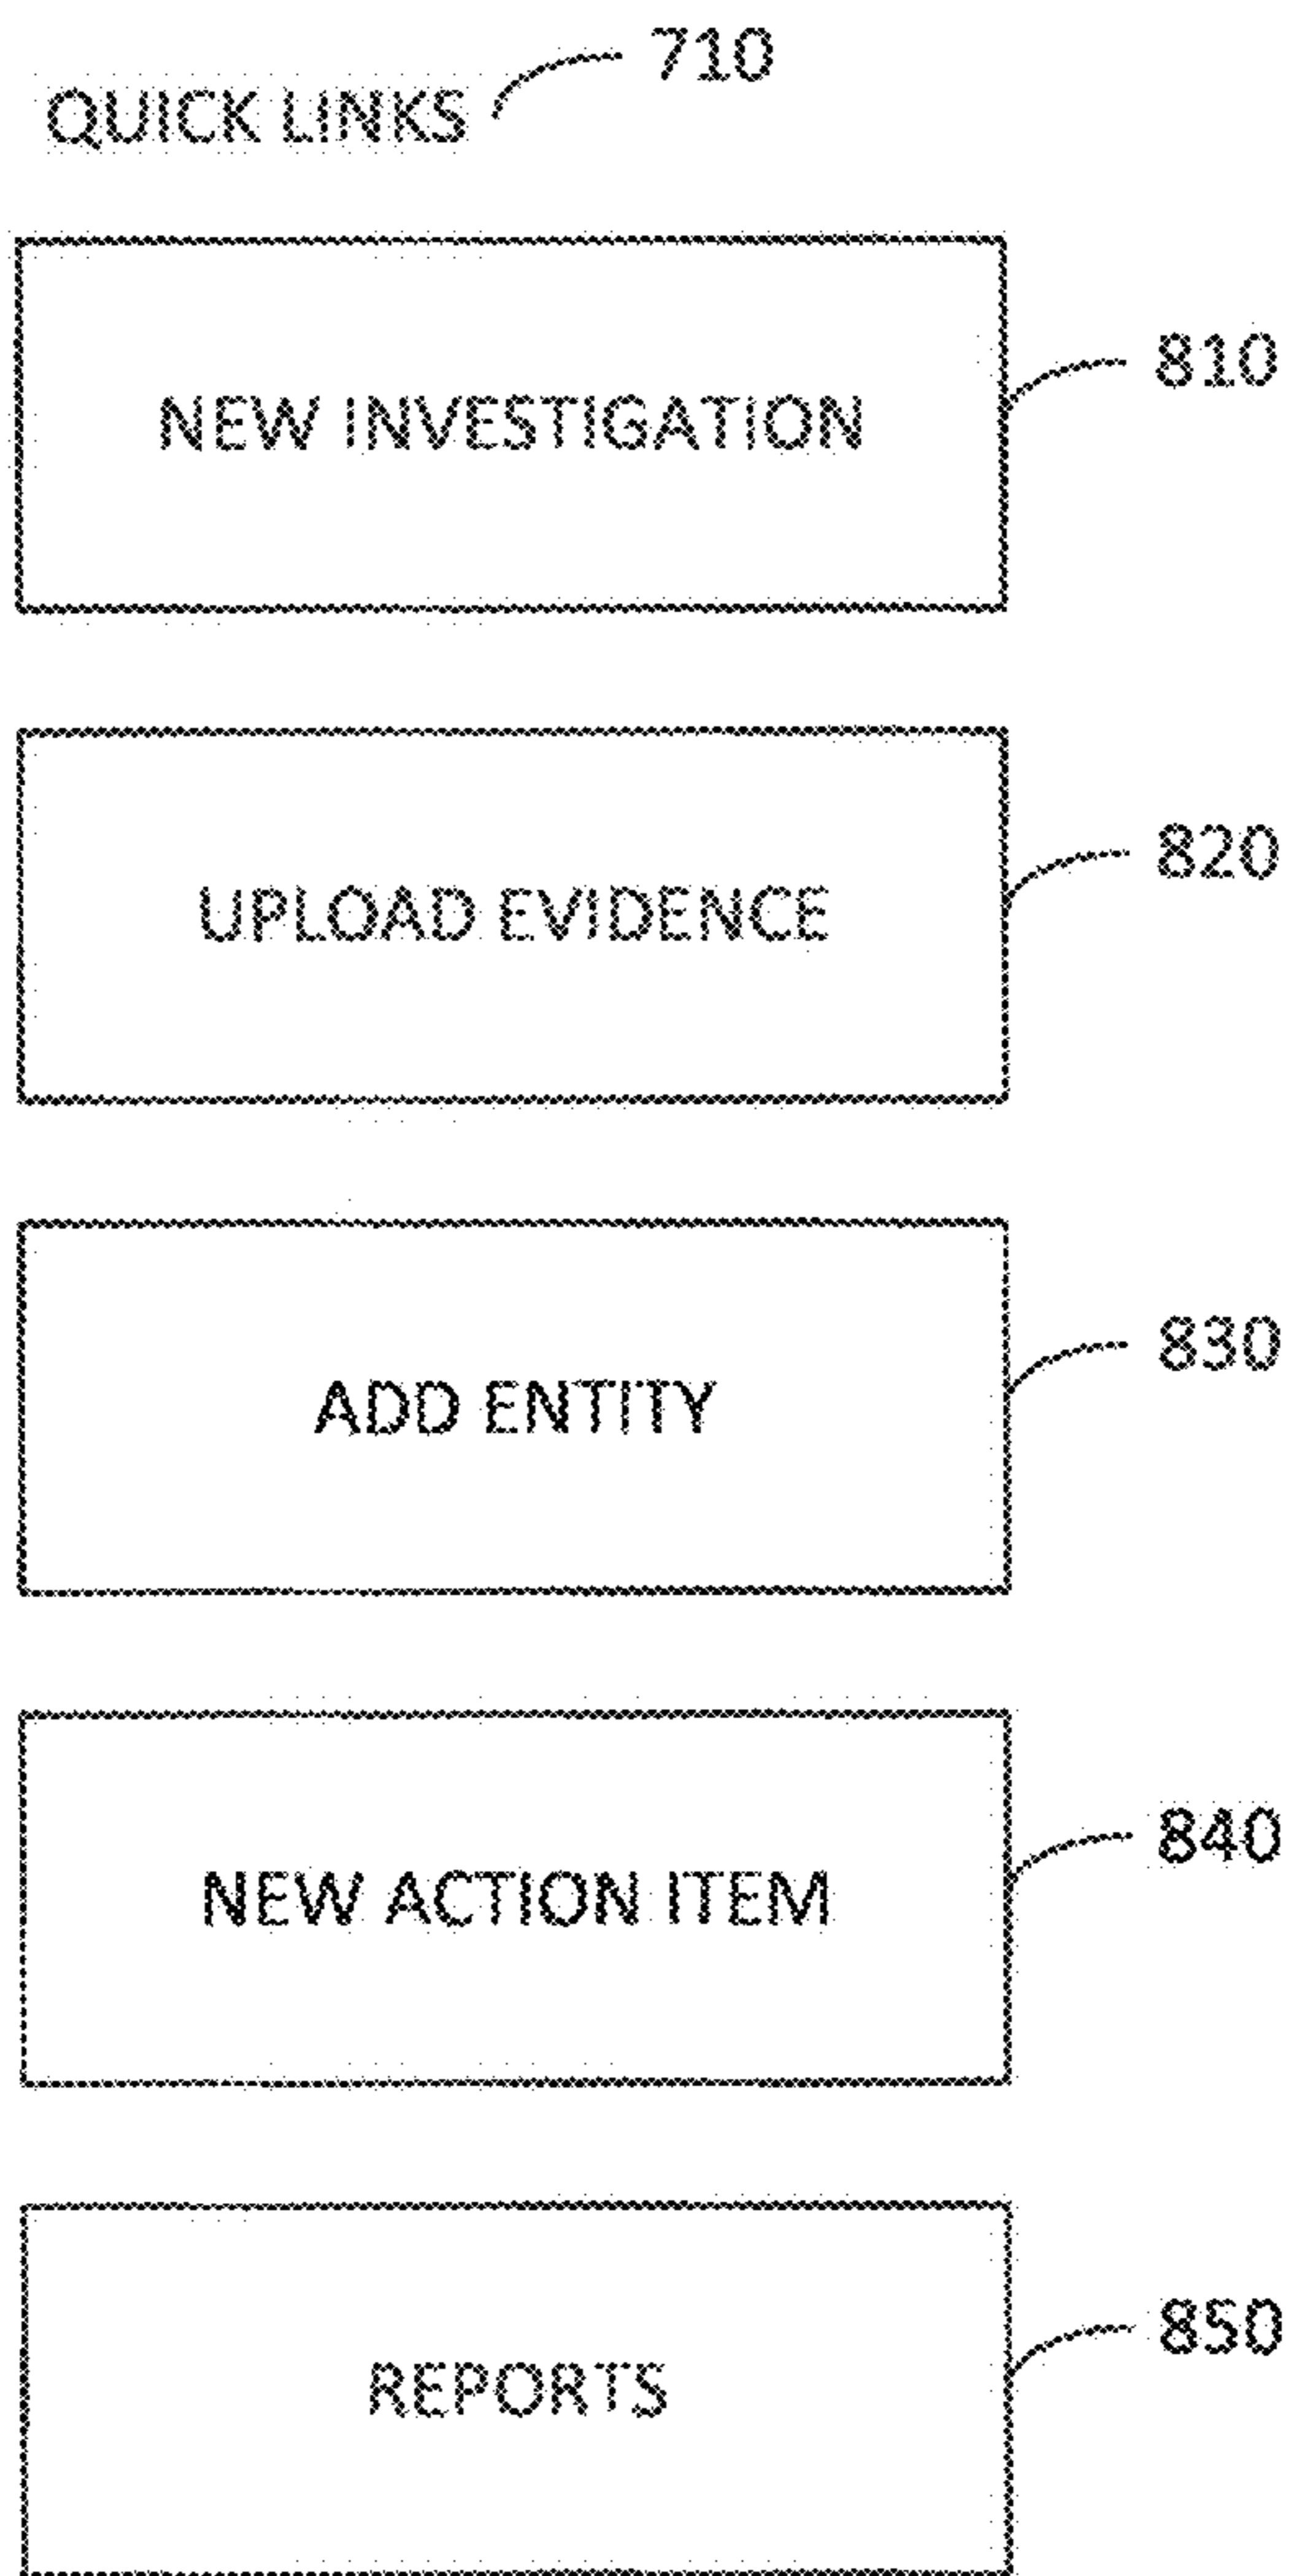 710
QUICK LINKS
NEW INVESTIGATION
810
UPLOAD EVIDENCE
820
ADD ENTITY
830
NEW ACTION ITEM
840
REPORTS
850